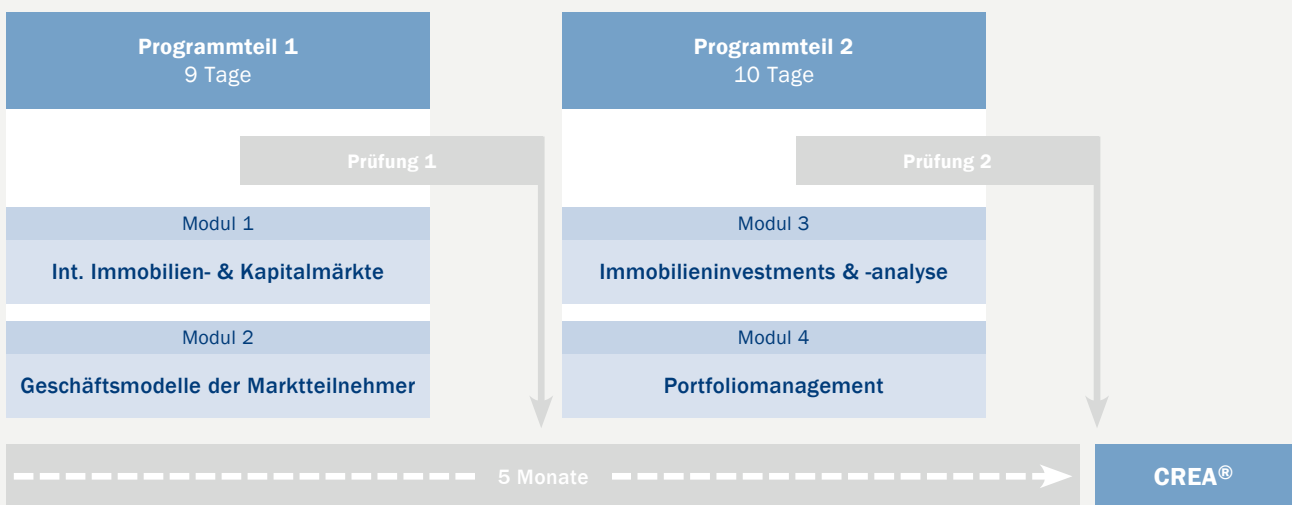 Programmteil 1
9 Tage
Prüfung 1
Modul 1
Int. Immobilien- & Kapitalmärkte
Modul 2
Geschäftsmodelle der Marktteilnehmer
Programmteil 2
10 Tage
Prüfung 2
Modul 3
Immobilieninvestments & -analyse
Modul 4
Portfoliomanagement
5 Monate
CREA®